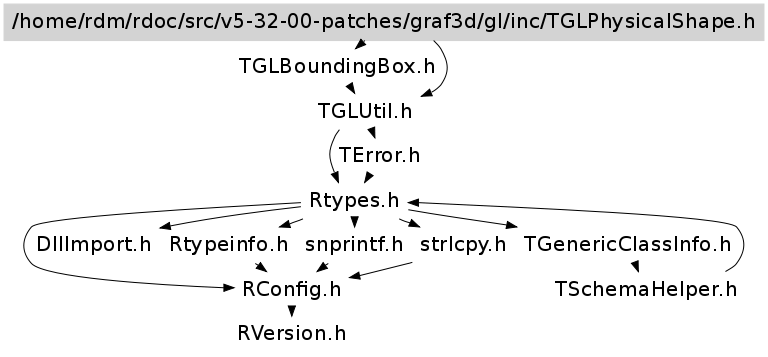 /home/rdm/rdoc/src/v5-32-00-patches/graf3d/gl/inc/TGLPhysicalShape.h
TGLBoundingBox.h
TGLUtil.h
TError.h
Rtypes.h
DllImport.h Rtypeinfo.h snprintf.h strlcpy.h TGenericClassInfo.h
RConfig.h TSchemaHelper.h
RVersion.h